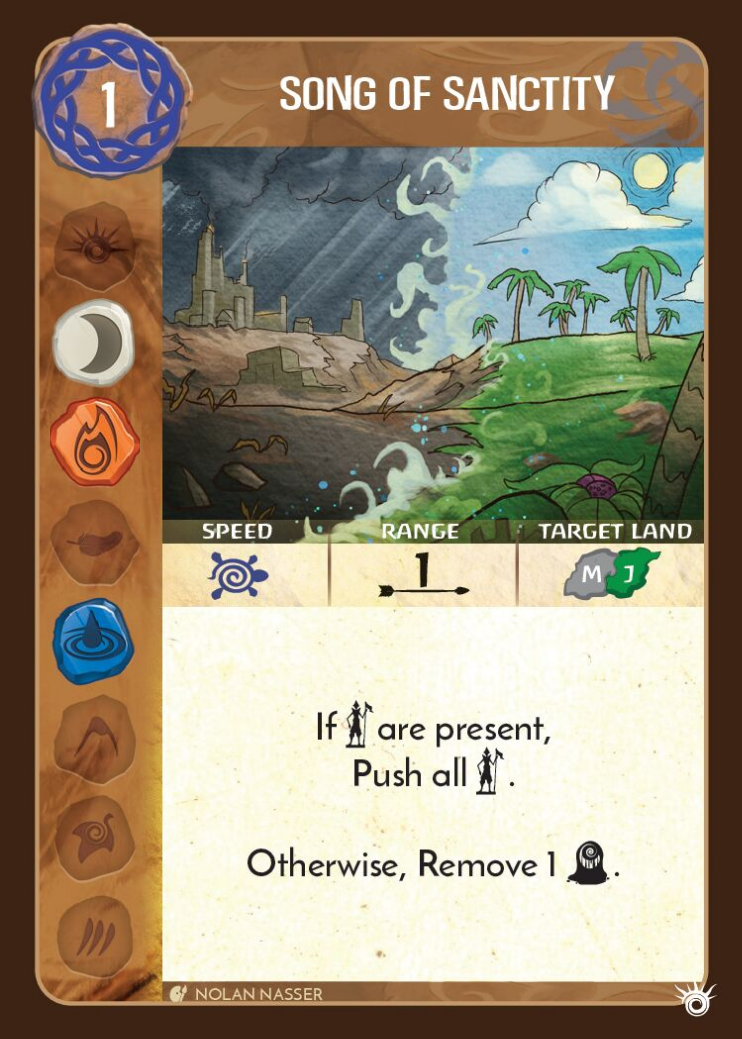 1
SONG OF SANCTITY
SPEED RANGE TARGET LAND
1 M J
If are present,
Push all .
Otherwise, Remove 1 .
NOLAN NASSER